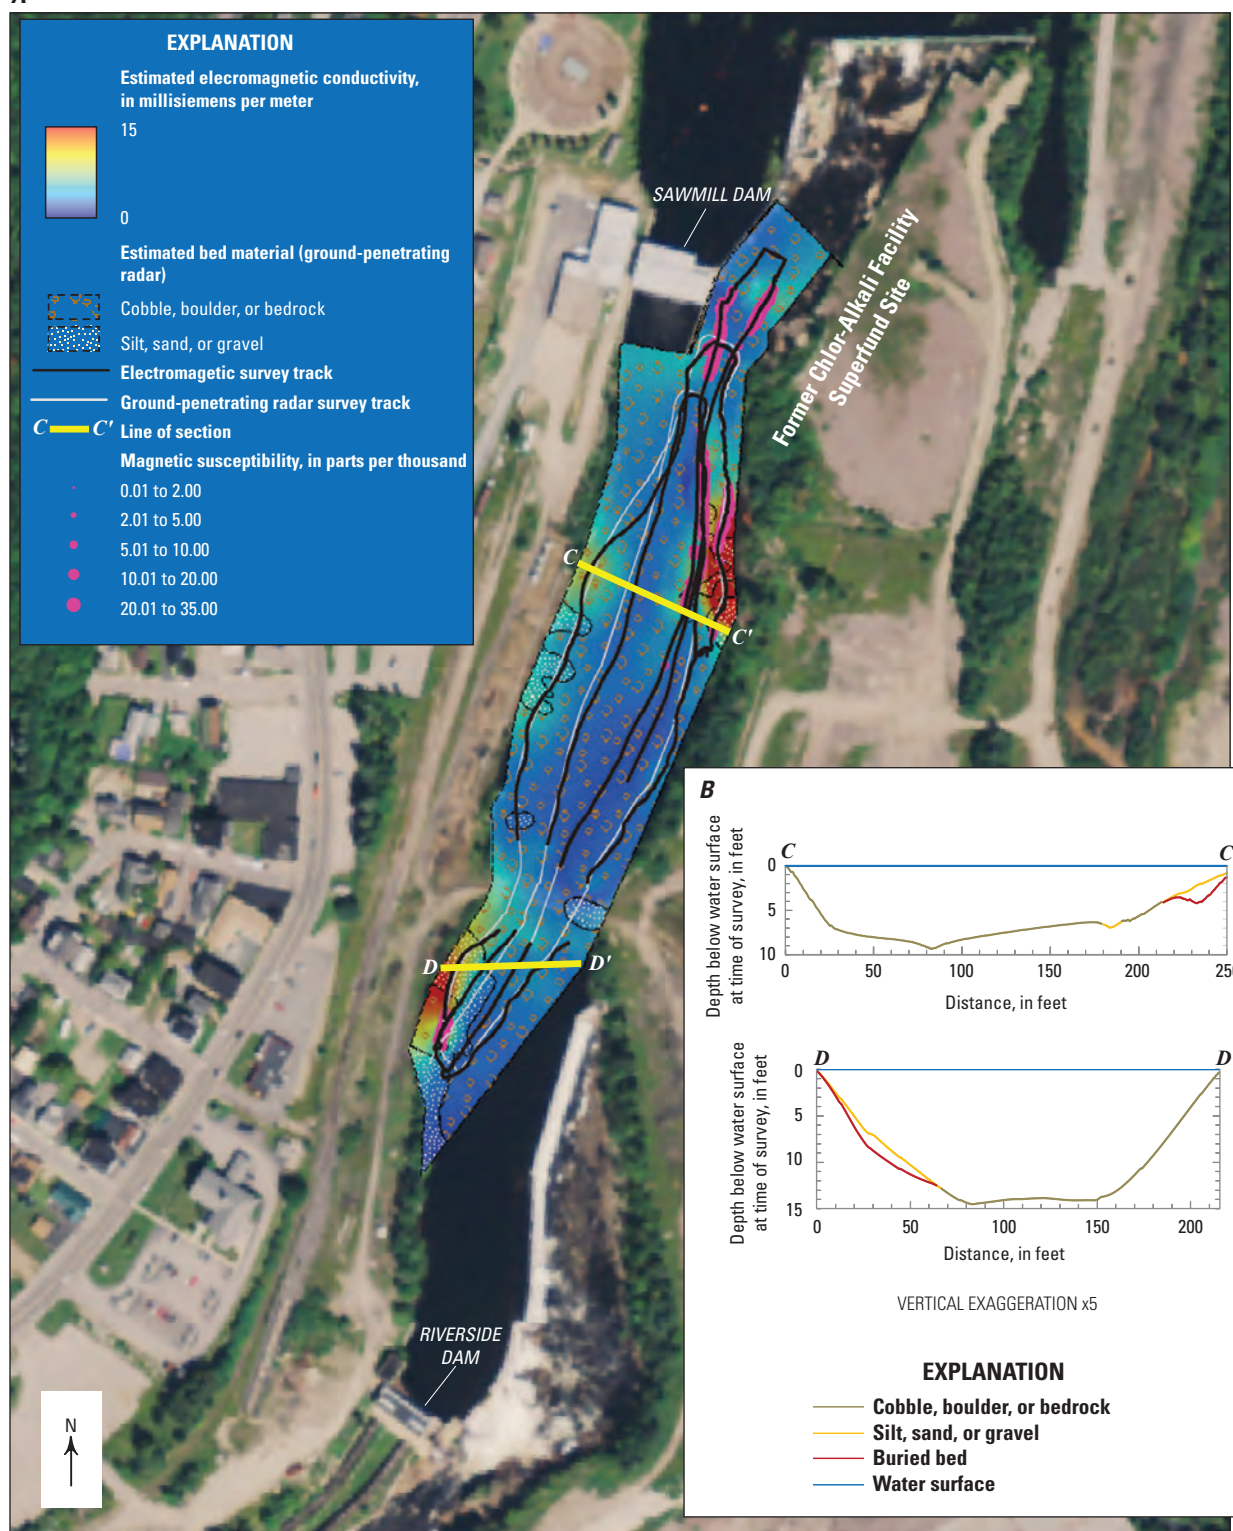 EXPLANATION
Estimated elecromagnetic conductivity,
in millisiemens per meter
15
0
Estimated bed material (ground-penetrating
radar)
Cobble, boulder, or bedrock
Silt, sand, or gravel
Electromagetic survey track
Ground-penetrating radar survey track
C C' Line of section
Magnetic susceptibility, in parts per thousand
0.01 to 2.00
2.01 to 5.00
5.01 to 10.00
10.01 to 20.00
20.01 to 35.00
SAWMILL DAM
Former Chlor-Alkali Facility
Superfund Site
C
C'
D
D'
RIVERSIDE
DAM
N
B
Depth below water surface
at time of survey, in feet
C
C
0
5
10
0 50 100 150 200 25
Distance, in feet
Depth below water surface
at time of survey, in feet
D
D
0
5
10
15
0 50 100 150 200
Distance, in feet
VERTICAL EXAGGERATION x5
EXPLANATION
Cobble, boulder, or bedrock
Silt, sand, or gravel
Buried bed
Water surface